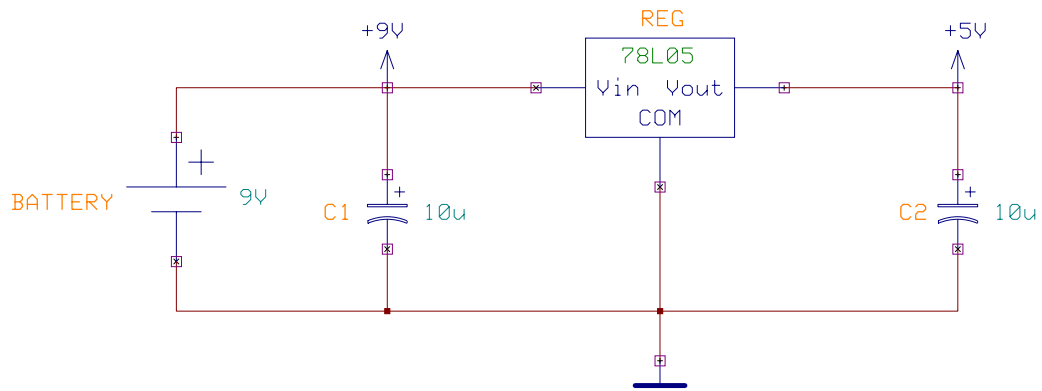 REG
+9V
+5V
78L05
Vin Vout
COM
+
BATTERY
9V
+
C1
10u
+
C2
10u